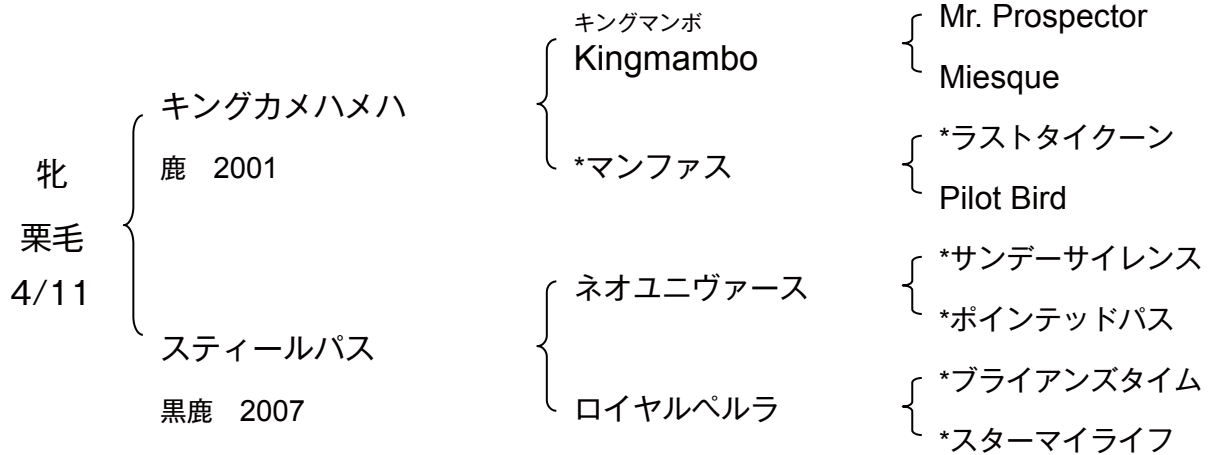 牝
栗毛
4/11
キングカメハメハ
鹿　2001
スティールパス
黒鹿　2007
キングマンボ
Kingmambo
*マンファス
ネオユニヴァース
ロイヤルペルラ
Mr. Prospector
Miesque
*ラストタイクーン
Pilot Bird
*サンデーサイレンス
*ポインテッドパス
*ブライアンズタイム
*スターマイライフ